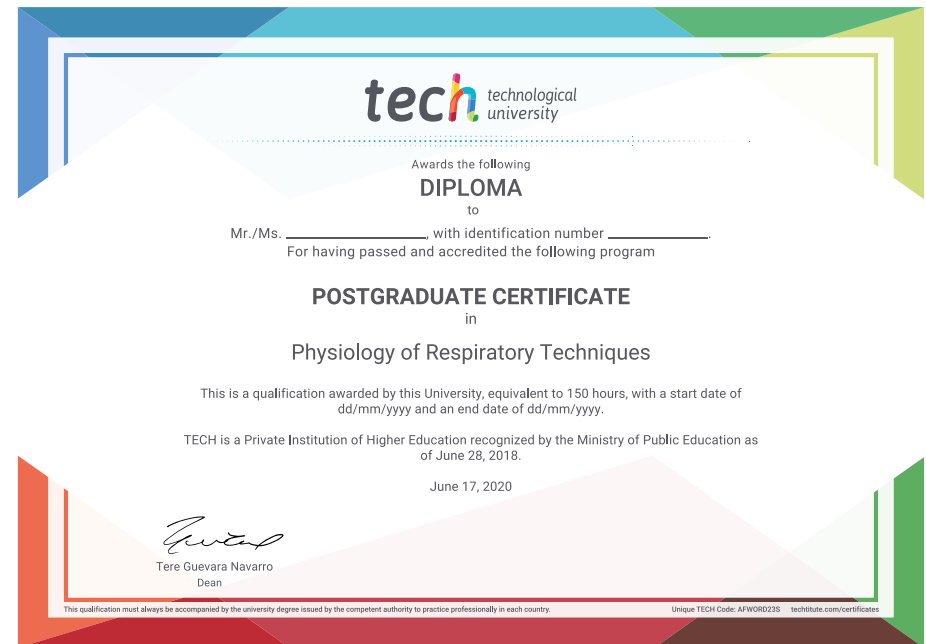 tech technological
university
Awards the following
DIPLOMA
to
Mr./Ms. ____________, with identification number ____________.
For having passed and accredited the following program
POSTGRADUATE CERTIFICATE
in
Physiology of Respiratory Techniques
This is a qualification awarded by this University, equivalent to 150 hours, with a start date of
dd/mm/yyyy and an end date of dd/mm/yyyy.
TECH is a Private Institution of Higher Education recognized by the Ministry of Public Education as
of June 28, 2018.
June 17, 2020
Tere Guevara Navarro
Dean
This qualification must always be accompanied by the university degree issued by the competent authority to practice professionally in each country.
Unique TECH Code: AFWORD23S techtitute.com/certificates